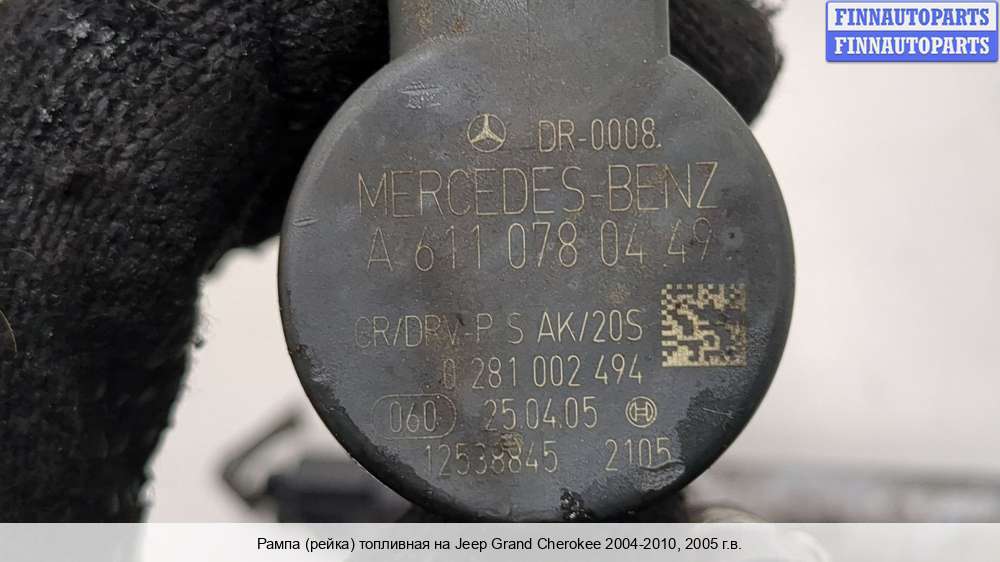 FINNAUTOPARTS
FINNAUTOPARTS
DR-0008.
MERCEDES-BENZ
A 611 078 04 49
CR/DRV-P S AK/20S
0 281 002 494
060 25.04.05
12538845 2105
Рампа (рейка) топливная на Jeep Grand Cherokee 2004-2010, 2005 г.в.